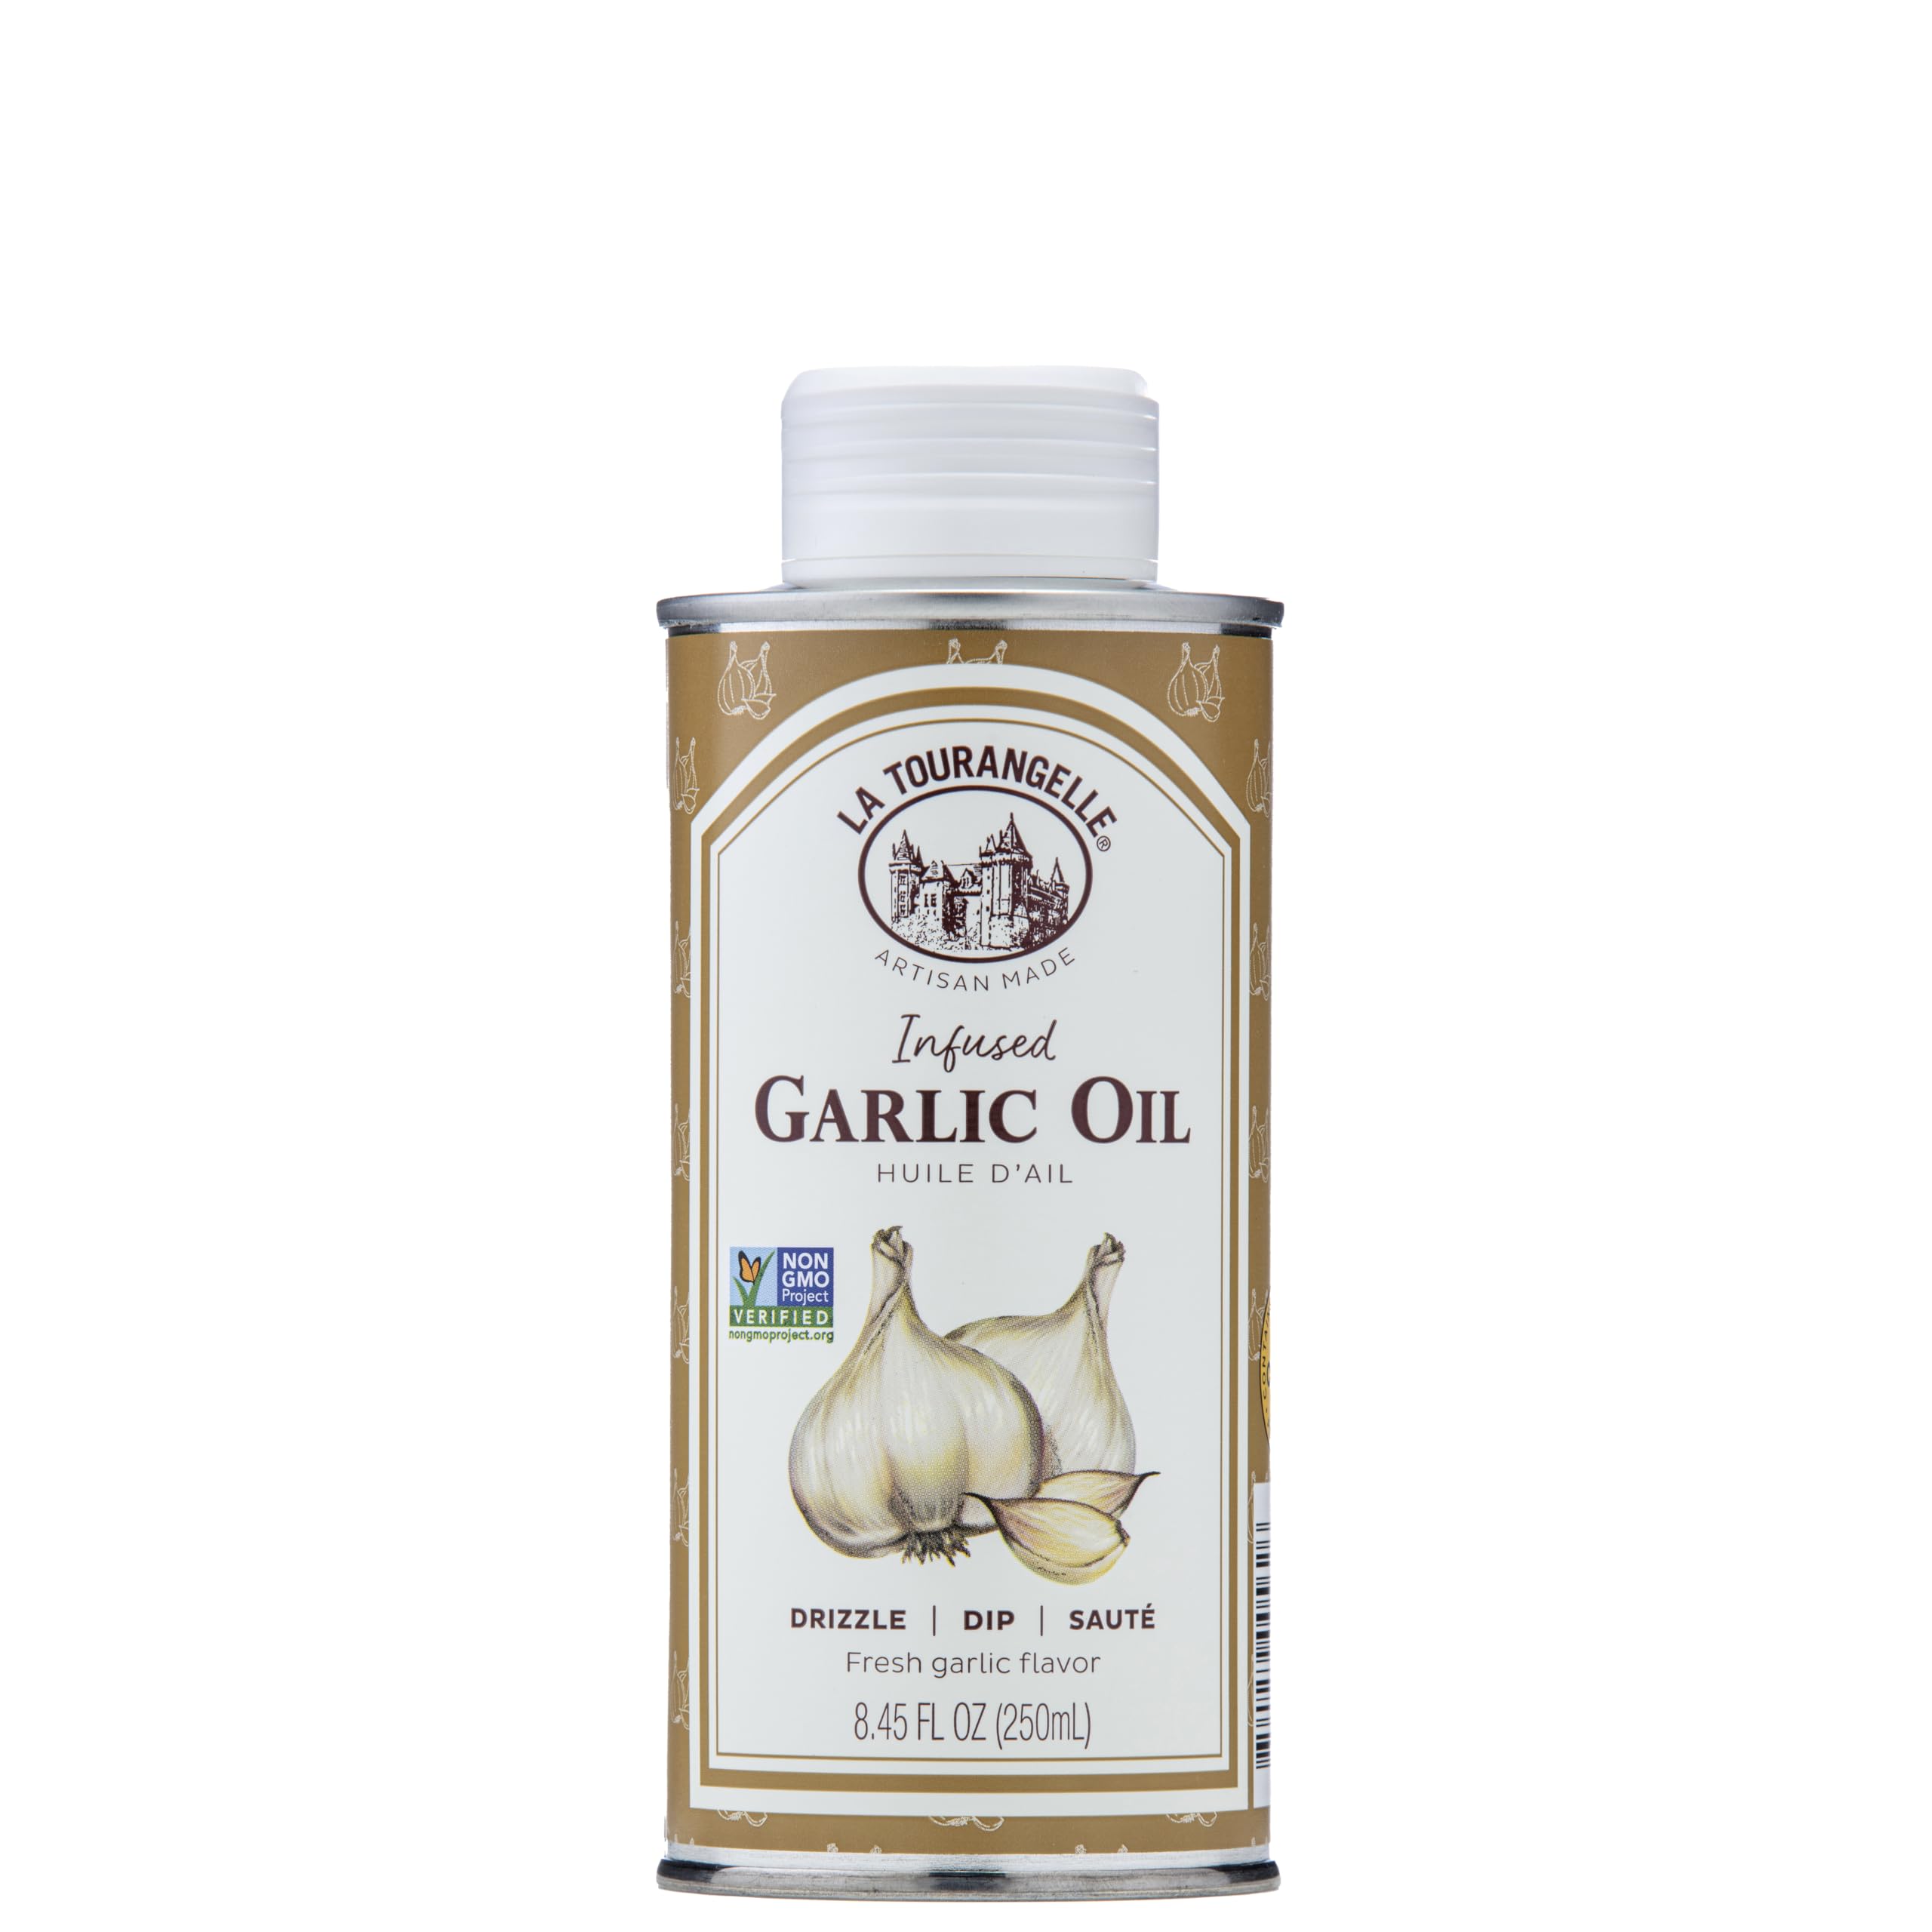 LA TOURANGELLE®
ARTISAN MADE
Infused
GARLIC OIL
HUILE D'AIL
NON
GMO
Project
VERIFIED
nongmoproject.org
DRIZZLE | DIP | SAUTÉ
Fresh garlic flavor
8.45 FL OZ (250mL)